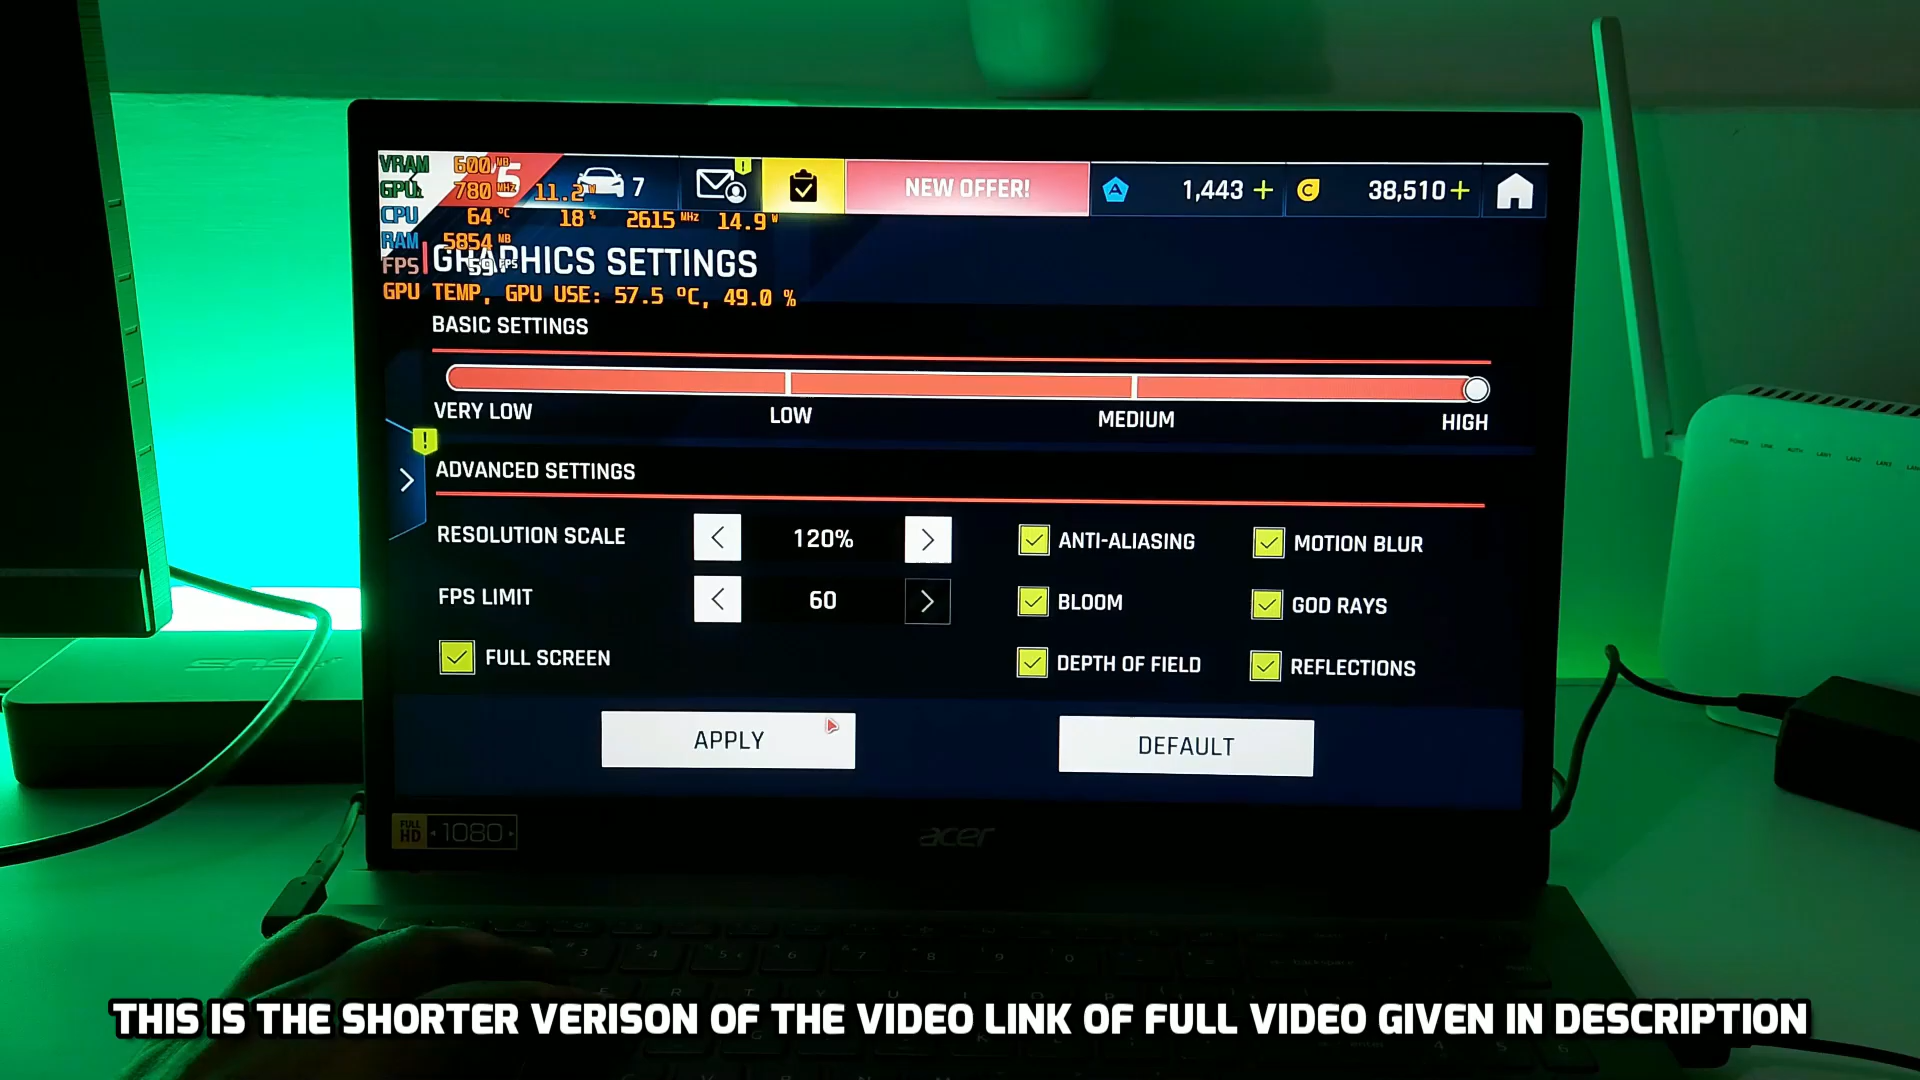 VRAM 600 MB
GPU 780 MHZ 11.2 W
7
NEW OFFER!
1,443 +
38,510 +
CPU 64 °C 18 % 2615 MHZ 14.9 W
RAM 5854 MB
FPS 59 FPS
GRAPHICS SETTINGS
GPU TEMP, GPU USE: 57.5 °C, 49.0 %
BASIC SETTINGS
VERY LOW LOW MEDIUM HIGH
ADVANCED SETTINGS
RESOLUTION SCALE 120% ANTI-ALIASING MOTION BLUR
FPS LIMIT 60 BLOOM GOD RAYS
FULL SCREEN DEPTH OF FIELD REFLECTIONS
APPLY DEFAULT
FULL HD 1080
acer
THIS IS THE SHORTER VERISON OF THE VIDEO LINK OF FULL VIDEO GIVEN IN DESCRIPTION